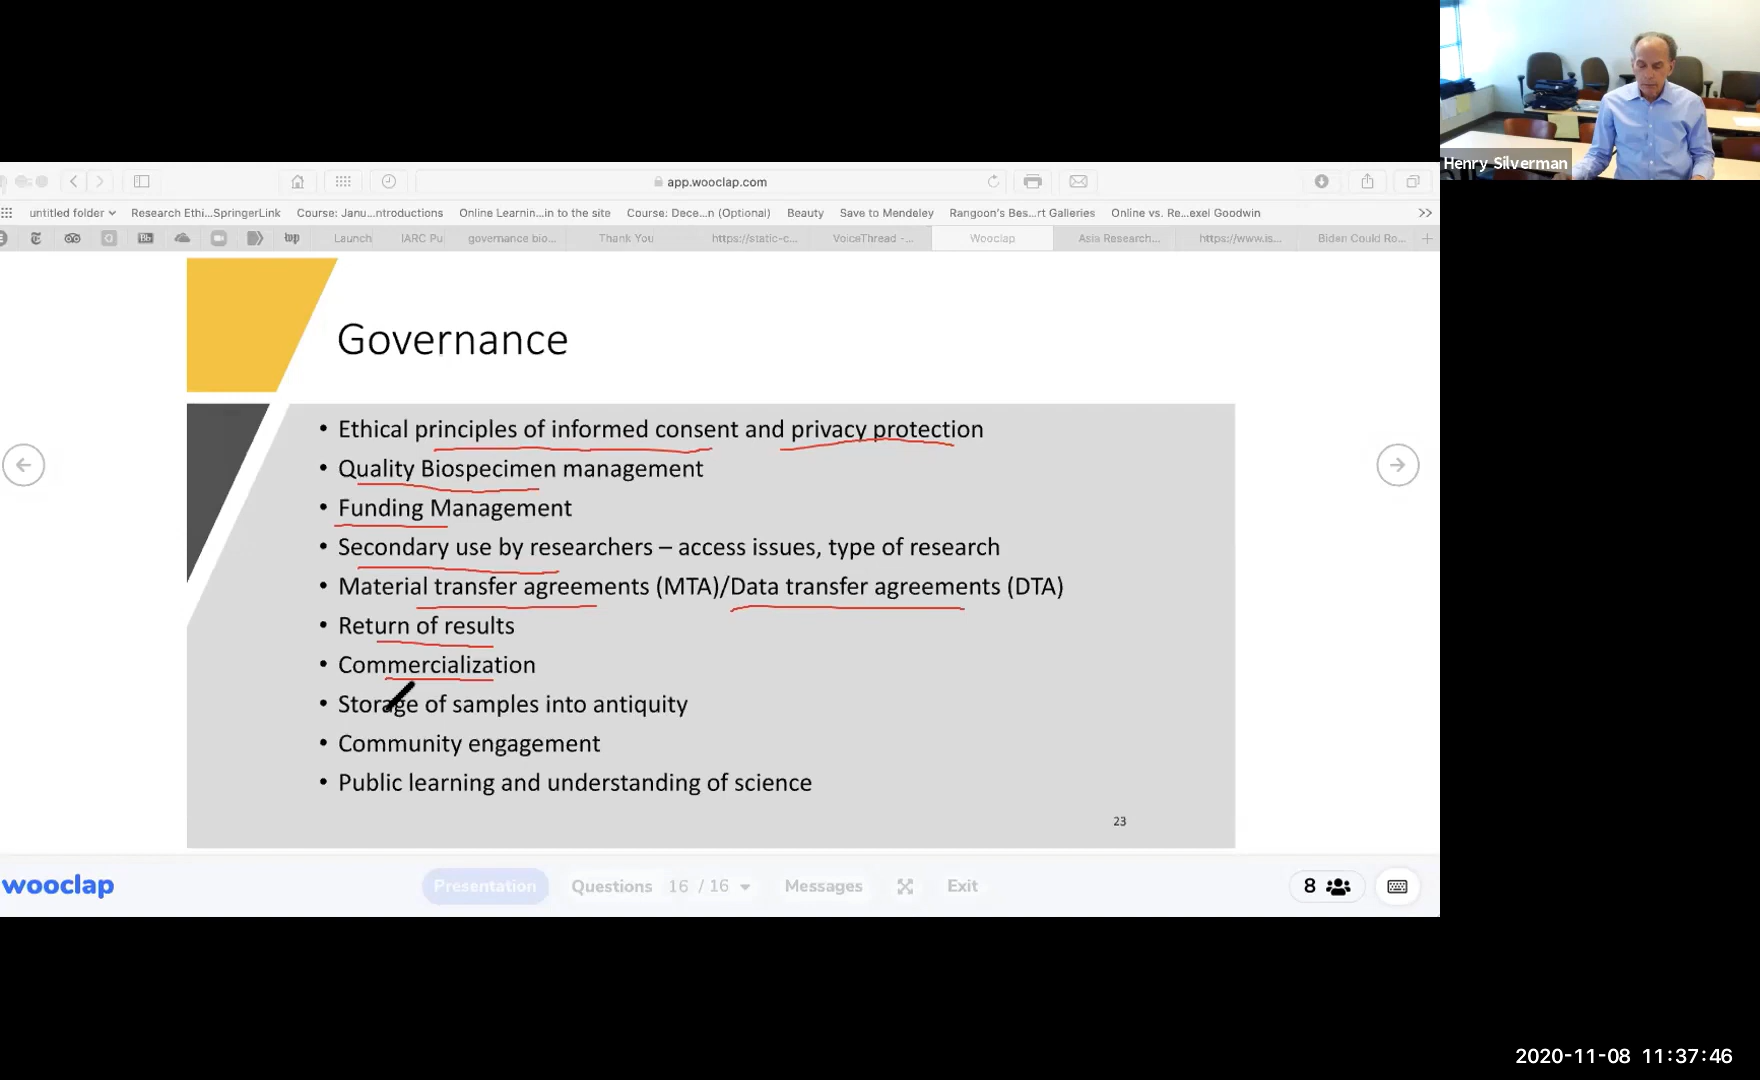 Henry Silverman
app.wooclap.com
untitled folder Research Ethi...SpringerLink Course: Janu...ntroductions Online Learnin...in to the site Course: Dece...n (Optional) Beauty Save to Mendeley Rangoon's Bes...rt Galleries Online vs. Re...exel Goodwin
Bb wp Launch IARC Pu governance bio... Thank You https://static-c... VoiceThread -... Wooclap Asia Research... https://www.is... Biden Could Ro...
Governance
• Ethical principles of informed consent and privacy protection
• Quality Biospecimen management
• Funding Management
• Secondary use by researchers – access issues, type of research
• Material transfer agreements (MTA)/Data transfer agreements (DTA)
• Return of results
• Commercialization
• Storage of samples into antiquity
• Community engagement
• Public learning and understanding of science
23
wooclap Presentation Questions 16 / 16 Messages Exit 8
2020-11-08 11:37:46